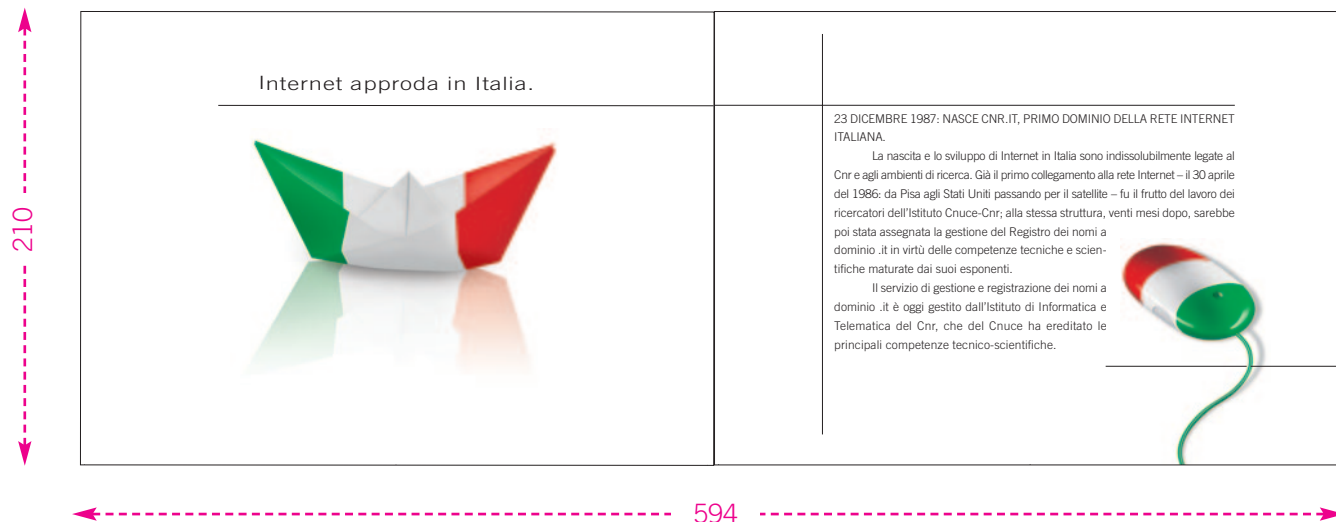 Internet approda in Italia.
23 DICEMBRE 1987: NASCE CNR.IT, PRIMO DOMINIO DELLA RETE INTERNET
ITALIANA.
La nascita e lo sviluppo di Internet in Italia sono indissolubilmente legate al
Cnr e agli ambienti di ricerca. Già il primo collegamento alla rete Internet – il 30 aprile
del 1986: da Pisa agli Stati Uniti passando per il satellite – fu il frutto del lavoro dei
ricercatori dell'Istituto Cnuce-Cnr; alla stessa struttura, venti mesi dopo, sarebbe
poi stata assegnata la gestione del Registro dei nomi a
dominio .it in virtù delle competenze tecniche e scien-
tifiche maturate dai suoi esponenti.
Il servizio di gestione e registrazione dei nomi a
dominio .it è oggi gestito dall'Istituto di Informatica e
Telematica del Cnr, che del Cnuce ha ereditato le
principali competenze tecnico-scientifiche.
210
594